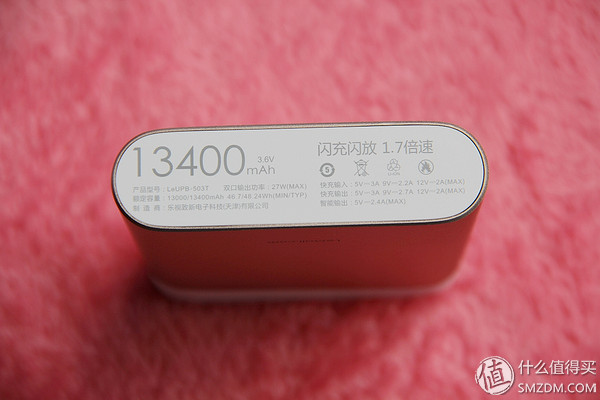 13400 3.6V mAh
闪充闪放 1.7倍速
产品型号：LeUPB-503T 双口输出功率：27W(MAX)
额定容量：13000/13400mAh 46.7/48.24Wh(MIN/TYP)
制造商：乐视致新电子科技(天津)有限公司
快充输入：5V⎓3A 9V⎓2.2A 12V⎓2A(MAX)
快充输出：5V⎓3A 9V⎓2.7A 12V⎓2A(MAX)
智能输出：5V⎓2.4A(MAX)
值 什么值得买
SMZDM.COM